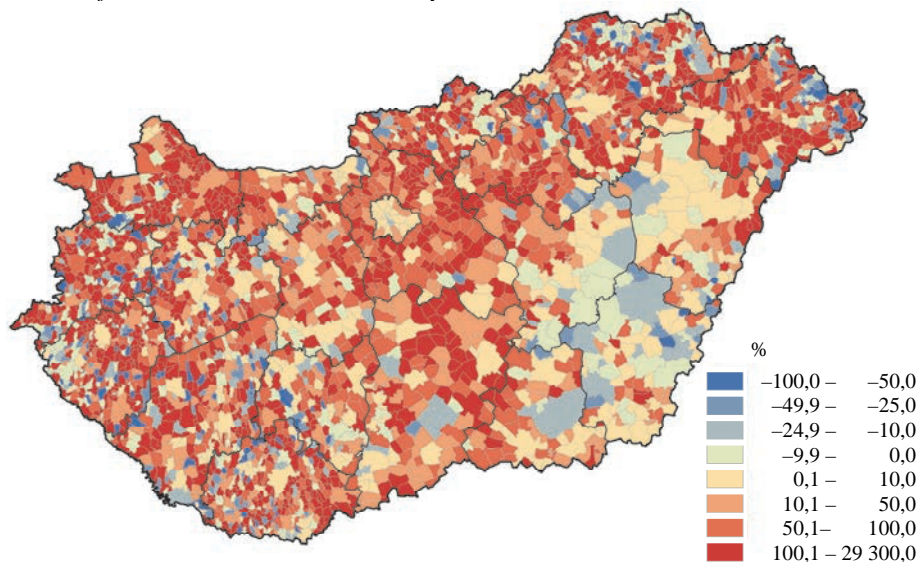 %
–100,0 – –50,0
–49,9 – –25,0
–24,9 – –10,0
–9,9 – 0,0
0,1 – 10,0
10,1 – 50,0
50,1– 100,0
100,1 – 29 300,0